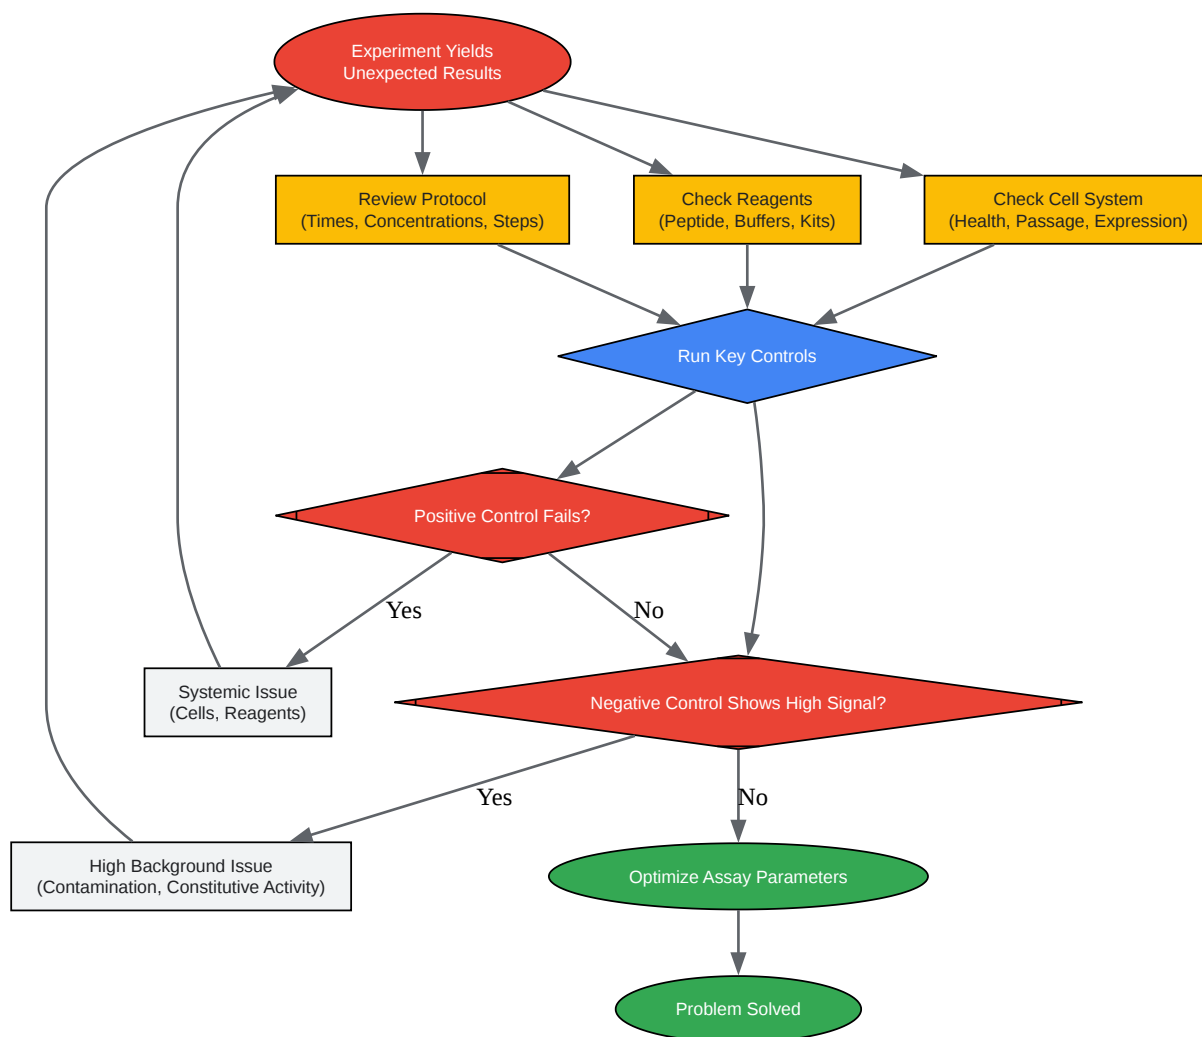 Experiment Yields
Unexpected Results
Review Protocol
(Times, Concentrations, Steps)
Check Reagents
(Peptide, Buffers, Kits)
Check Cell System
(Health, Passage, Expression)
Run Key Controls
Positive Control Fails?
Yes
No
Systemic Issue
(Cells, Reagents)
Negative Control Shows High Signal?
Yes
No
High Background Issue
(Contamination, Constitutive Activity)
Optimize Assay Parameters
Problem Solved